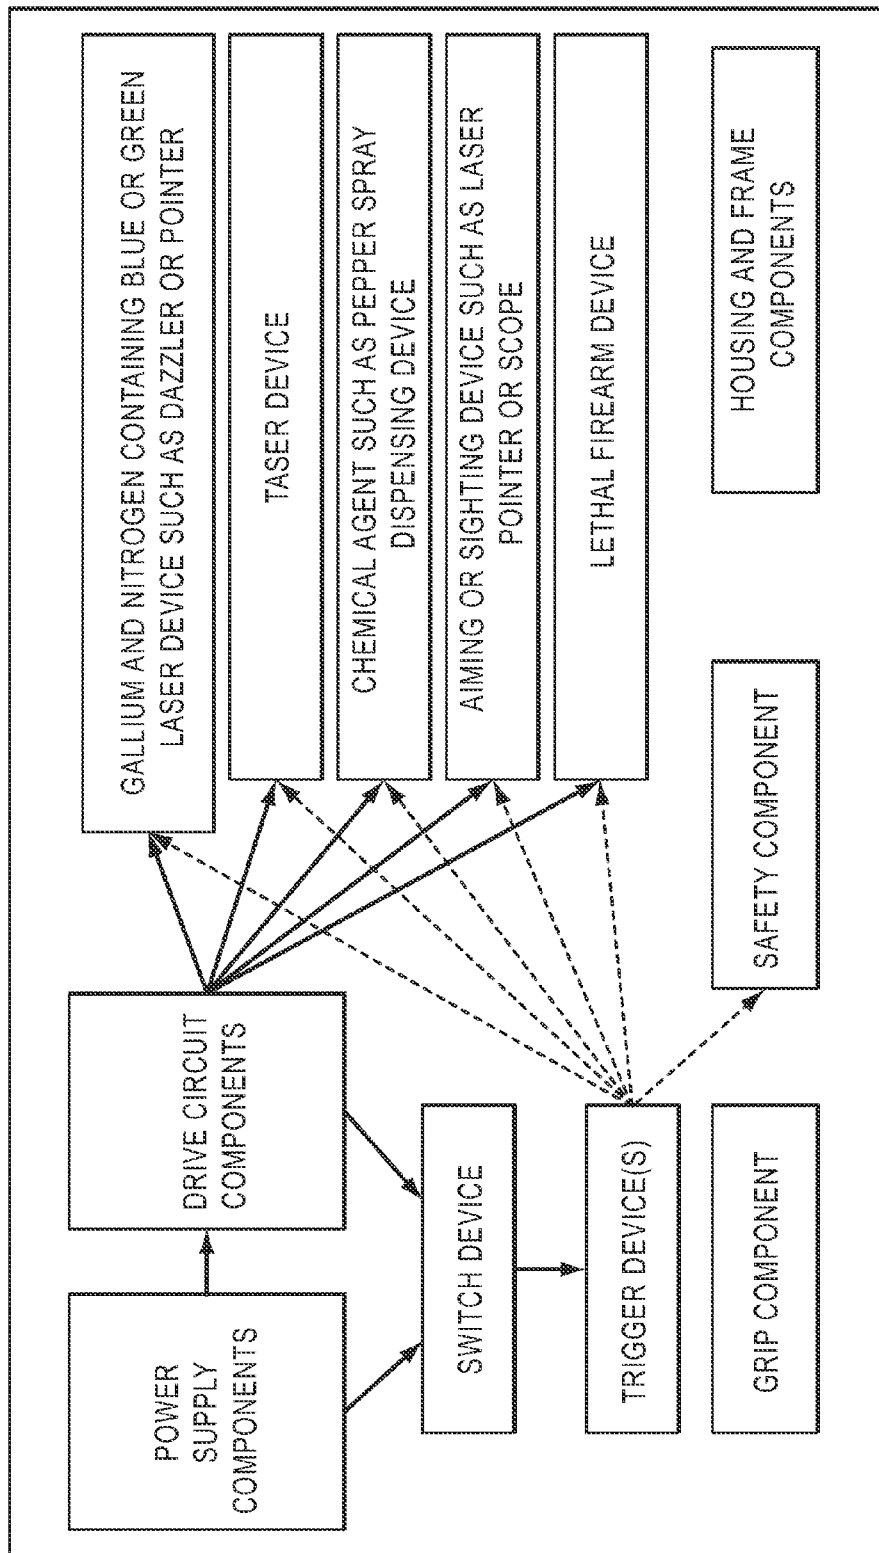 POWER
SUPPLY
COMPONENTS
DRIVE CIRCUIT
COMPONENTS
GALLIUM AND NITROGEN CONTAINING BLUE OR GREEN
LASER DEVICE SUCH AS DAZZLER OR POINTER
TASER DEVICE
CHEMICAL AGENT SUCH AS PEPPER SPRAY
DISPENSING DEVICE
AIMING OR SIGHTING DEVICE SUCH AS LASER
POINTER OR SCOPE
LETHAL FIREARM DEVICE
SWITCH DEVICE
TRIGGER DEVICE(S)
GRIP COMPONENT
SAFETY COMPONENT
HOUSING AND FRAME
COMPONENTS